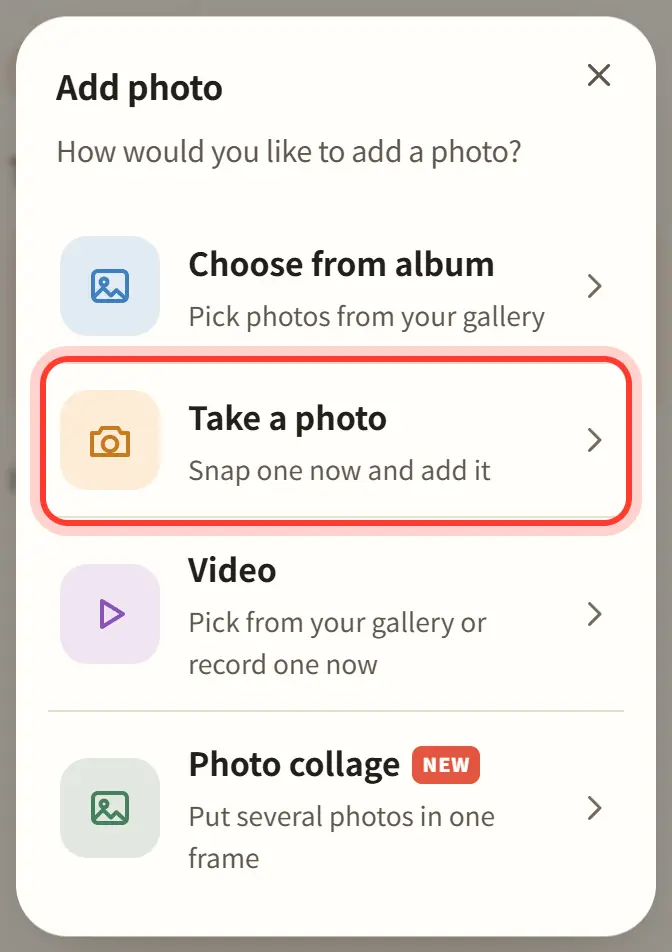 Add photo
How would you like to add a photo?
Choose from album
Pick photos from your gallery
Take a photo
Snap one now and add it
Video
Pick from your gallery or
record one now
Photo collage NEW
Put several photos in one
frame